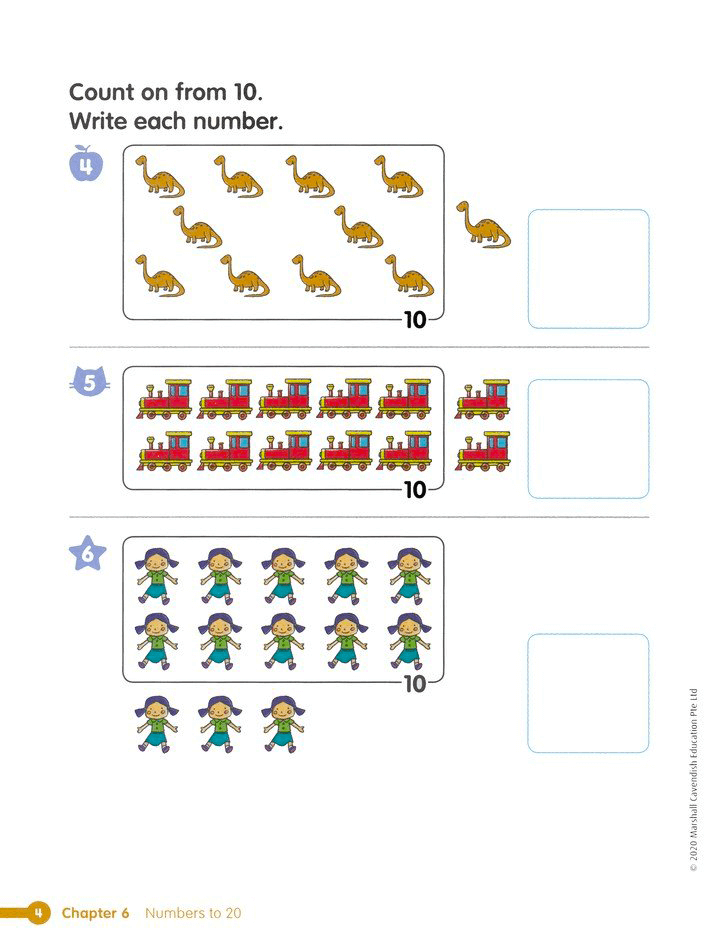 Count on from 10.
Write each number.
4
10
5
10
6
10
© 2020 Marshall Cavendish Education Pte Ltd
4 Chapter 6 Numbers to 20